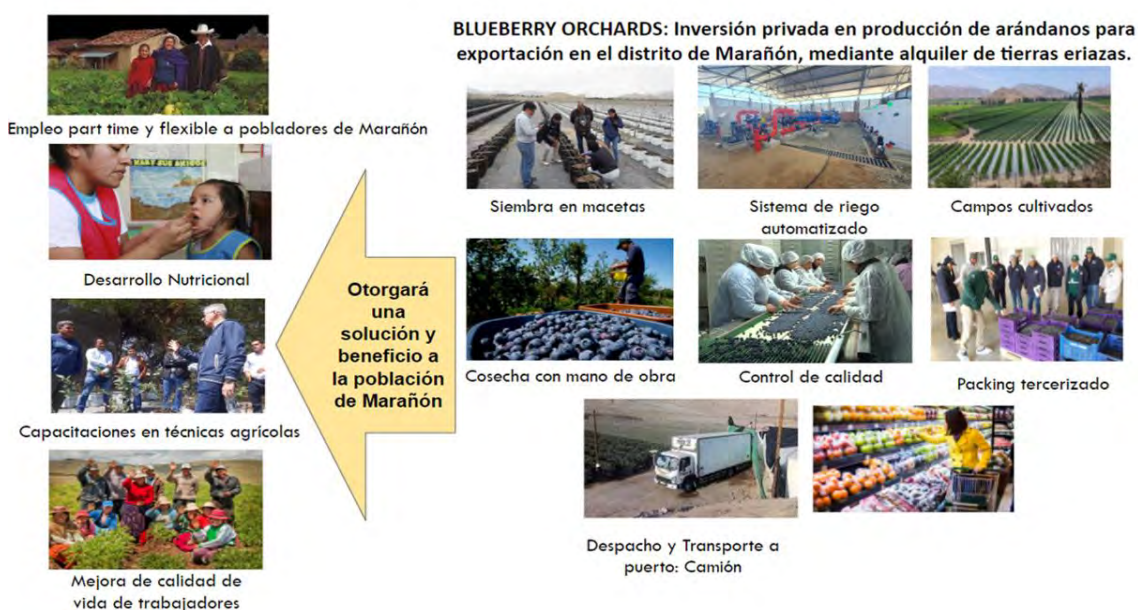 BLUEBERRY ORCHARDS: Inversión privada en producción de arándanos para
exportación en el distrito de Marañón, mediante alquiler de tierras eriazas.
Empleo part time y flexible a pobladores de Marañón
Desarrollo Nutricional
Capacitaciones en técnicas agrícolas
Mejora de calidad de
vida de trabajadores
Otorgará
una
solución y
beneficio a
la población
de Marañón
Siembra en macetas
Sistema de riego
automatizado
Campos cultivados
Cosecha con mano de obra
Control de calidad
Packing tercerizado
Despacho y Transporte a
puerto: Camión